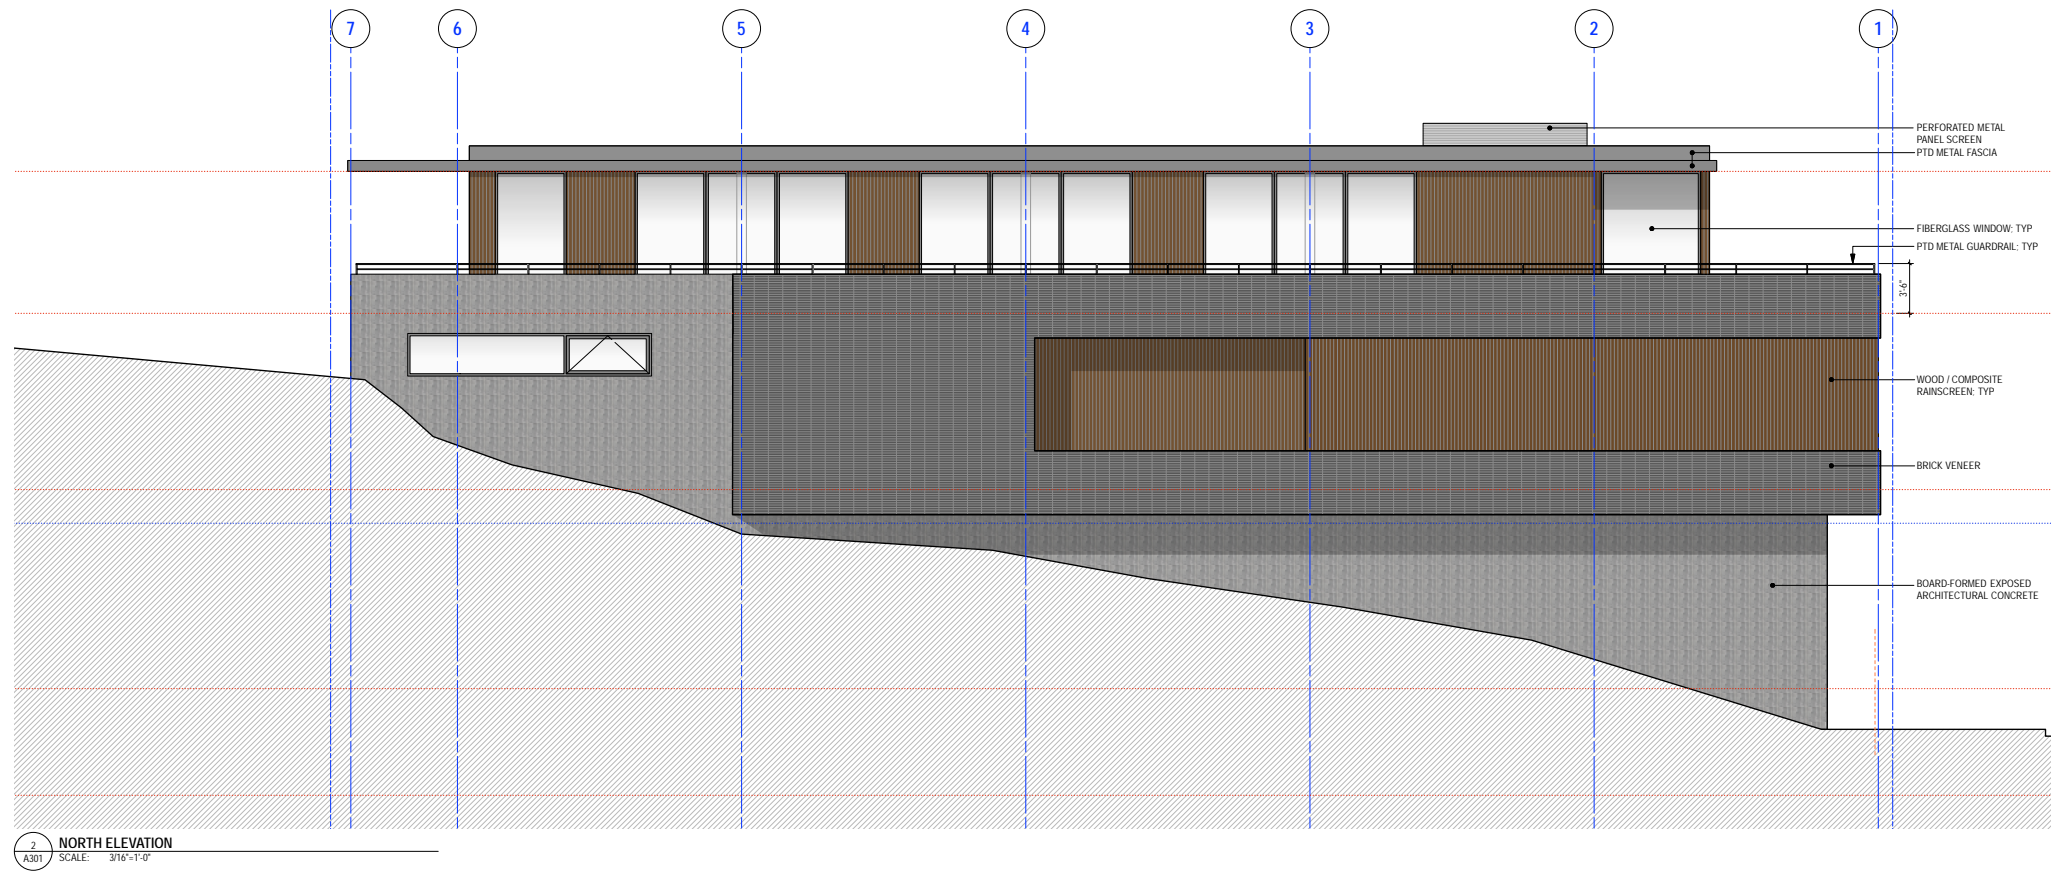 7 6 5 4 3 2 1
PERFORATED METAL
PANEL SCREEN
PTD METAL FASCIA
FIBERGLASS WINDOW; TYP
PTD METAL GUARDRAIL; TYP
3'-6"
WOOD / COMPOSITE
RAINSCREEN; TYP
BRICK VENEER
BOARD-FORMED EXPOSED
ARCHITECTURAL CONCRETE
2
A301
NORTH ELEVATION
SCALE: 3/16"=1'-0"